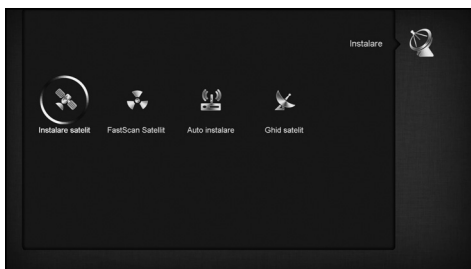 Instalare
Instalare satelit
FastScan Satellit
Auto instalare
Ghid satelit